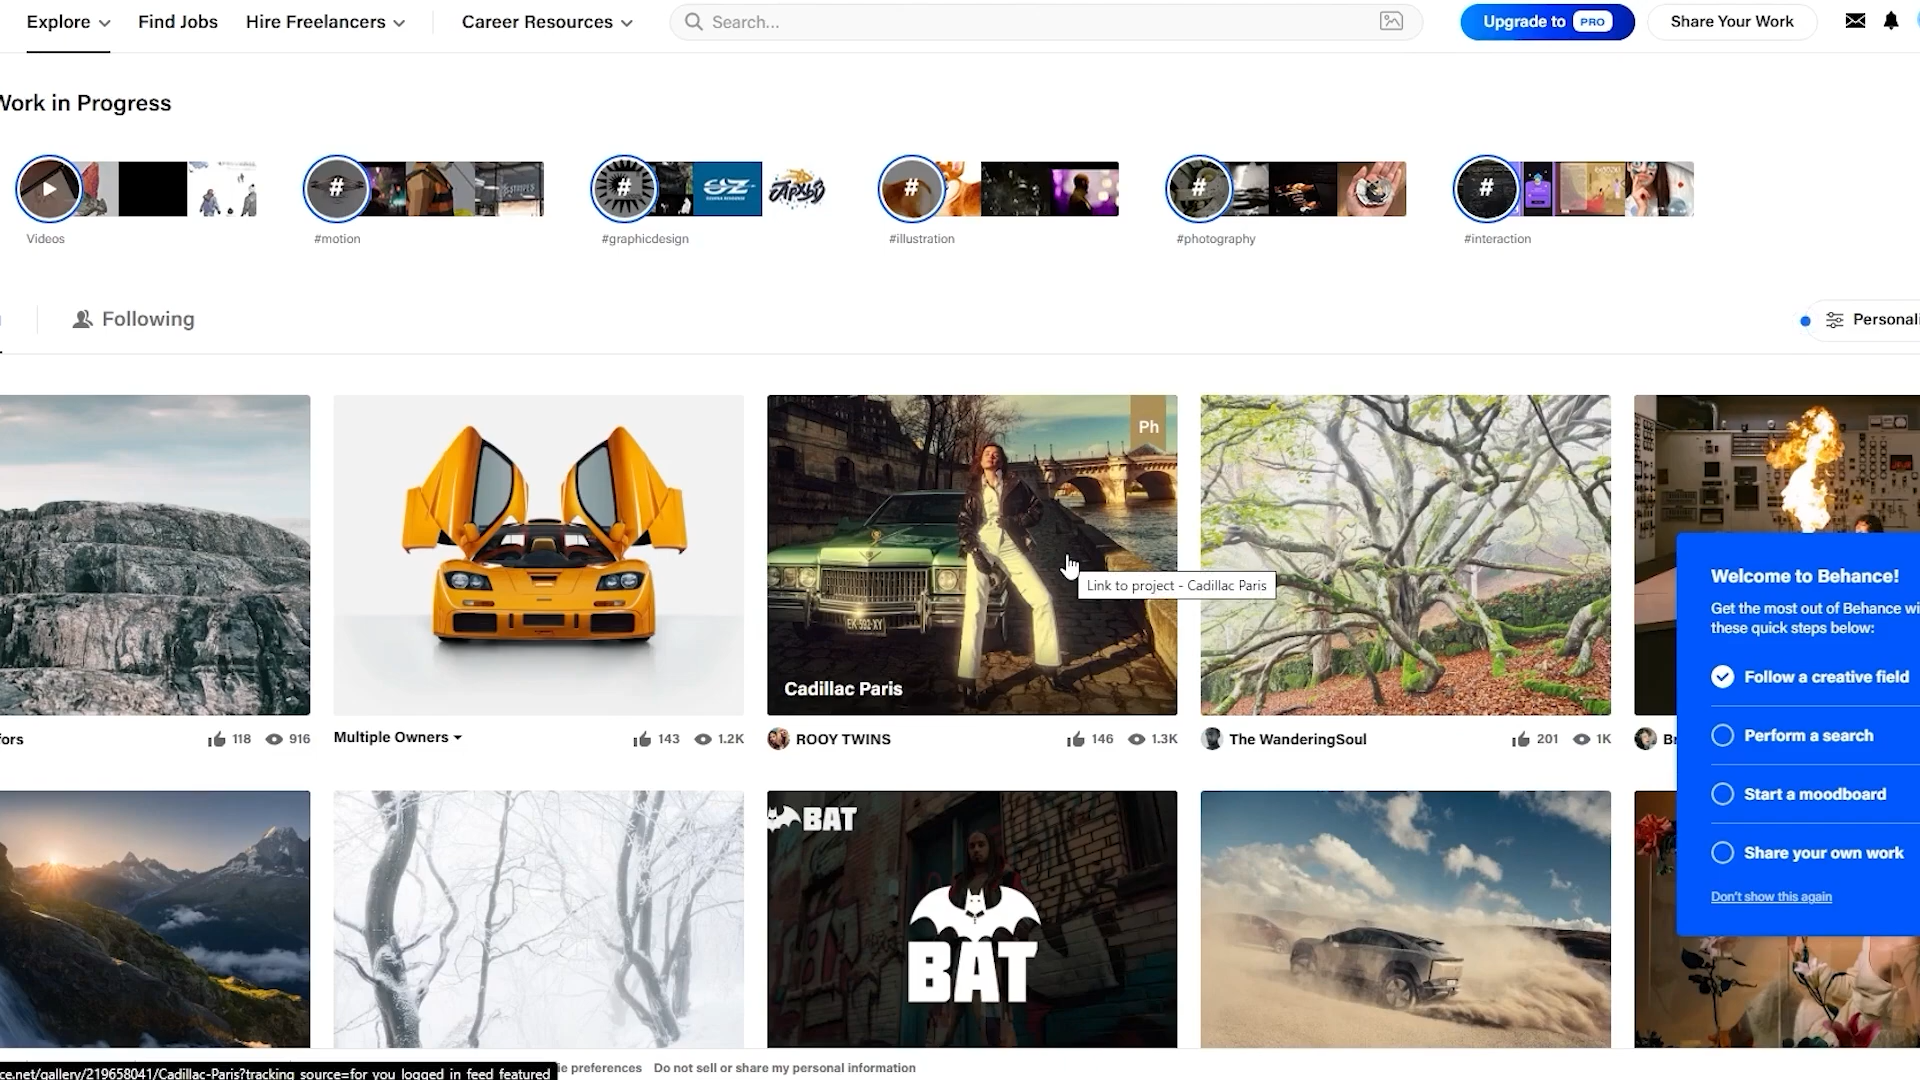 Explore
Find Jobs
Hire Freelancers
Career Resources
Search...
Upgrade to PRO
Share Your Work
Work in Progress
Videos
#
#motion
#
#graphicdesign
#
#illustration
#
#photography
#
#interaction
Following
Ph
EK-592-XY
Link to project - Cadillac Paris
Cadillac Paris
118 916
Multiple Owners
143 1.2K
ROOY TWINS
146 1.3K
The WanderingSoul
201 1K
BAT
BAT
Welcome to Behance!
Get the most out of Behance
these quick steps below:
Follow a creative field
Perform a search
Start a moodboard
Share your own work
Don't show this again
ce.net/gallery/219658041/Cadillac-Paris?tracking_source=for_you_logged_in_feed_featured
preferences
Do not sell or share my personal information